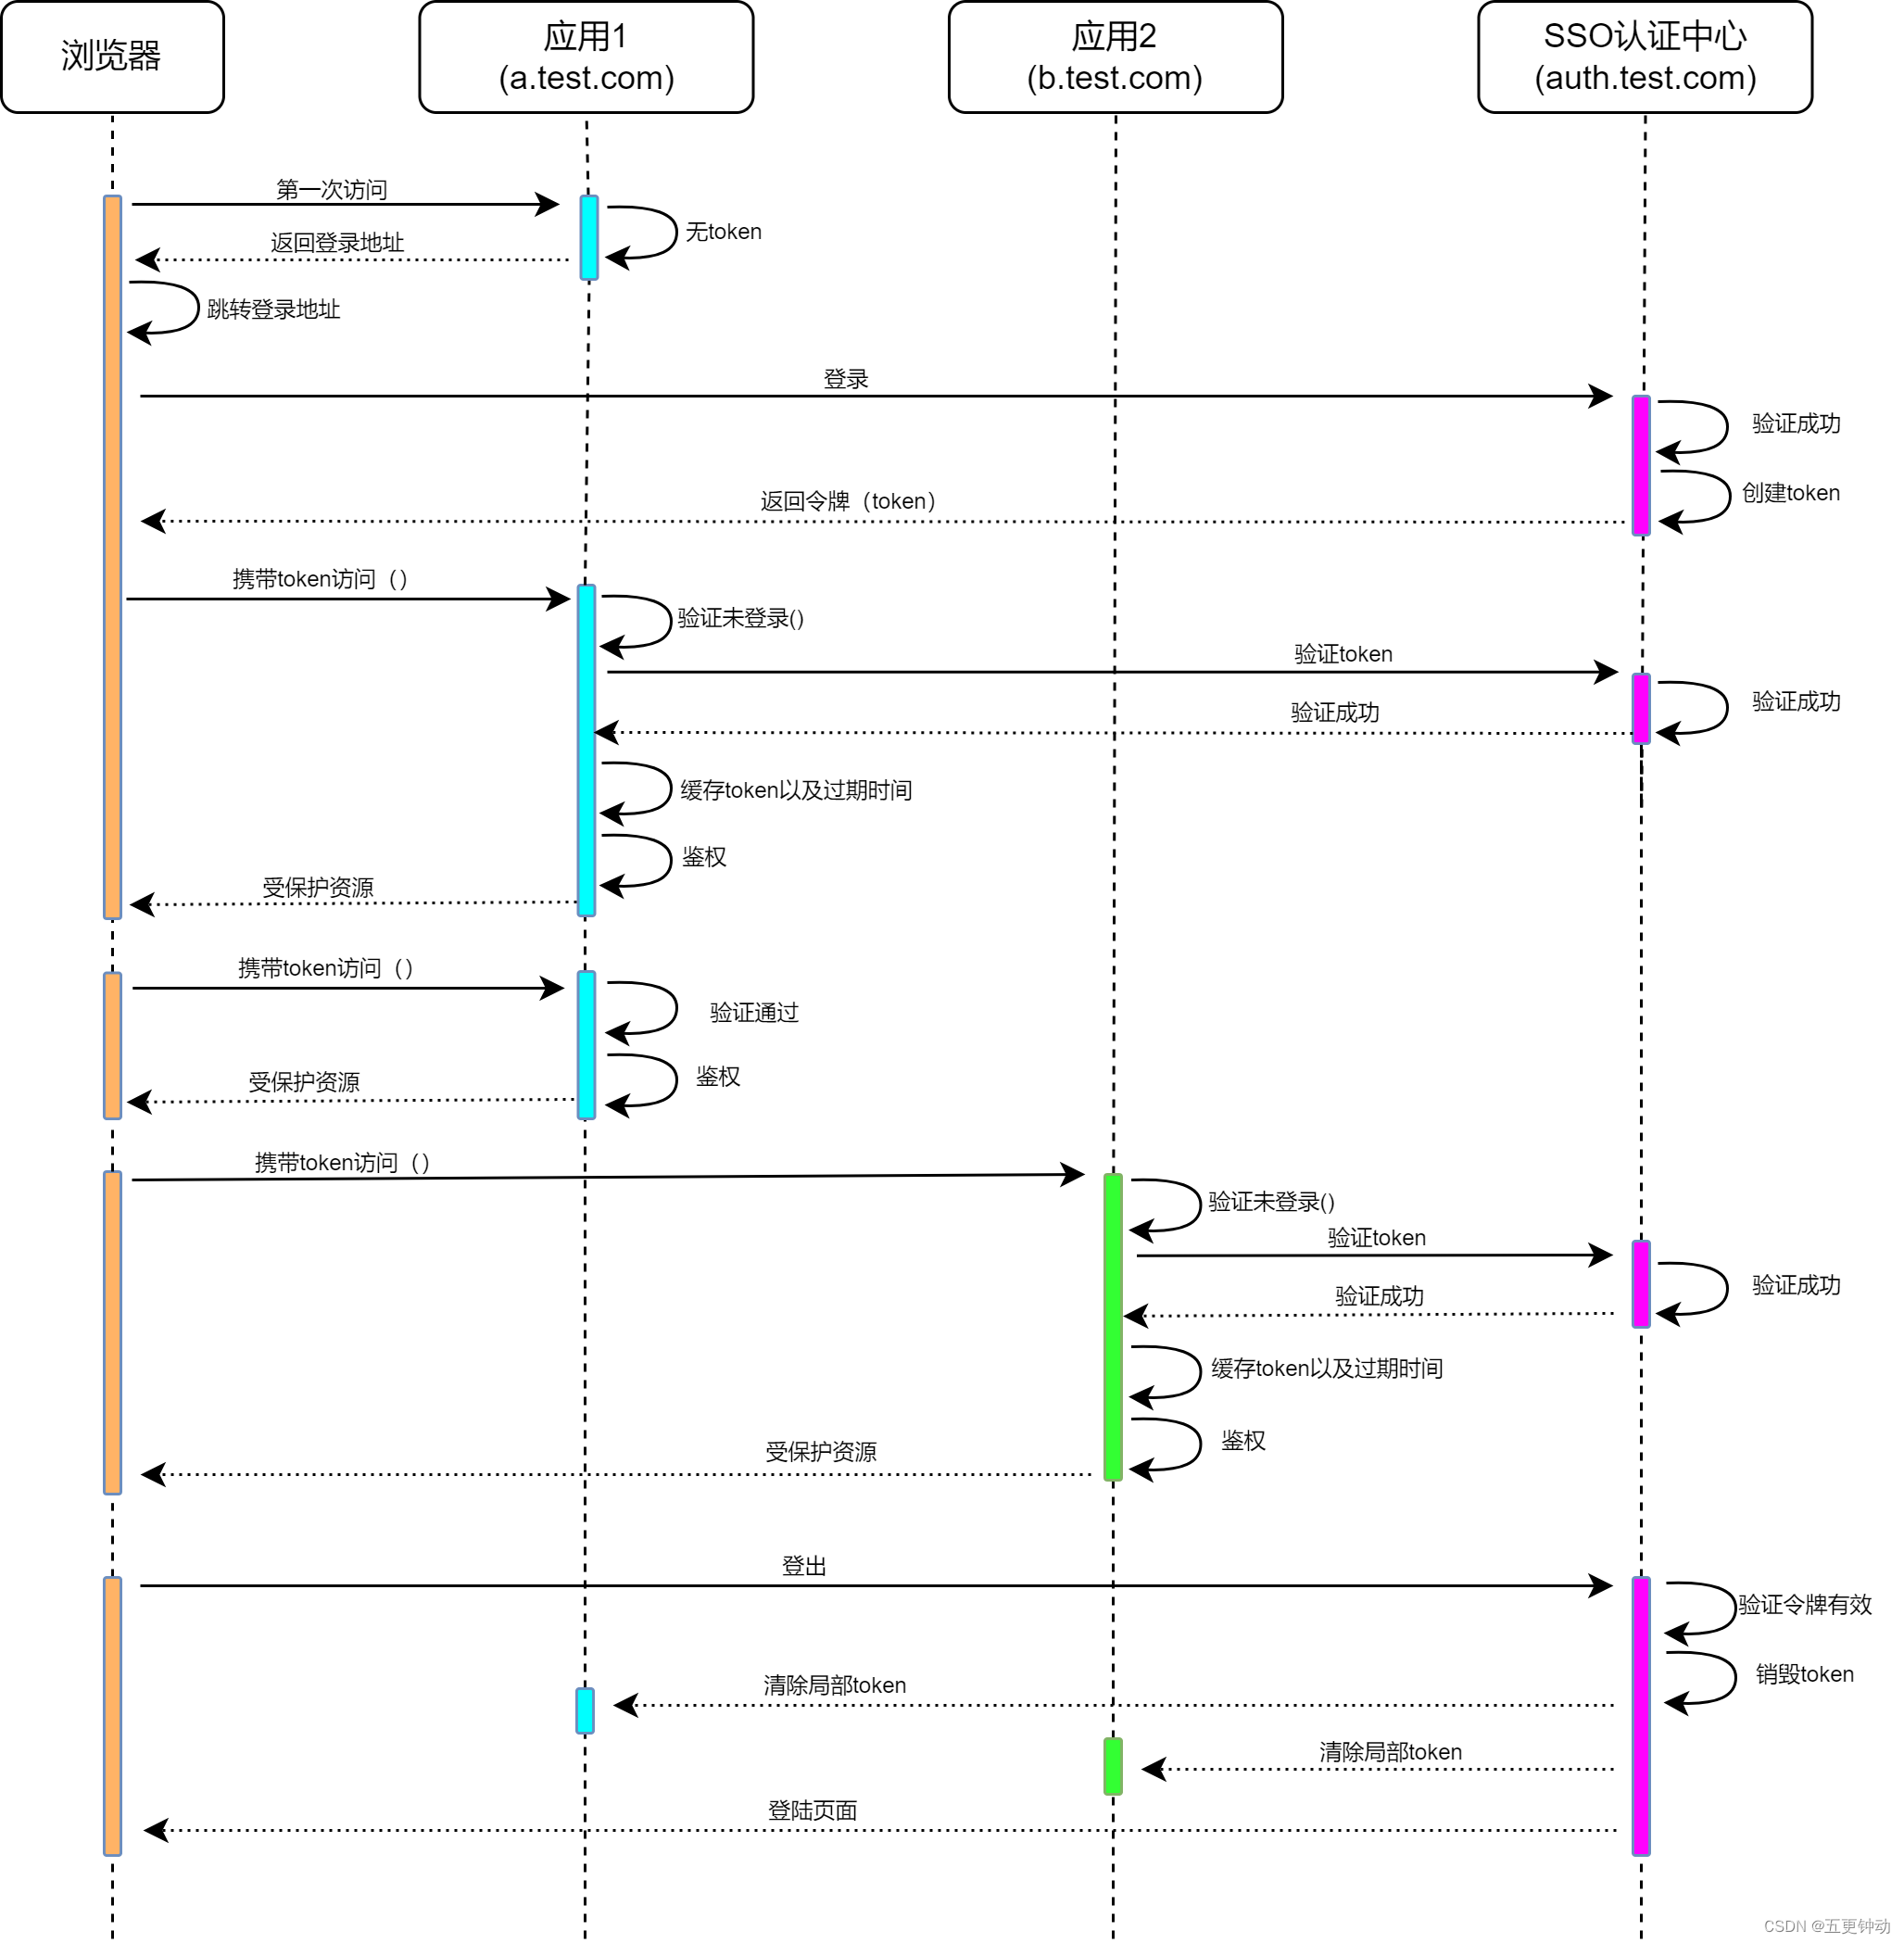 浏览器
应用1
(a.test.com)
应用2
(b.test.com)
SSO认证中心
(auth.test.com)
第一次访问
无token
返回登录地址
跳转登录地址
登录
验证成功
创建token
返回令牌（token）
携带token访问（）
验证未登录()
验证token
验证成功
验证成功
缓存token以及过期时间
鉴权
受保护资源
携带token访问（）
验证通过
鉴权
受保护资源
携带token访问（）
验证未登录()
验证token
验证成功
验证成功
缓存token以及过期时间
鉴权
受保护资源
登出
验证令牌有效
销毁token
清除局部token
清除局部token
登陆页面
CSDN @五更钟动